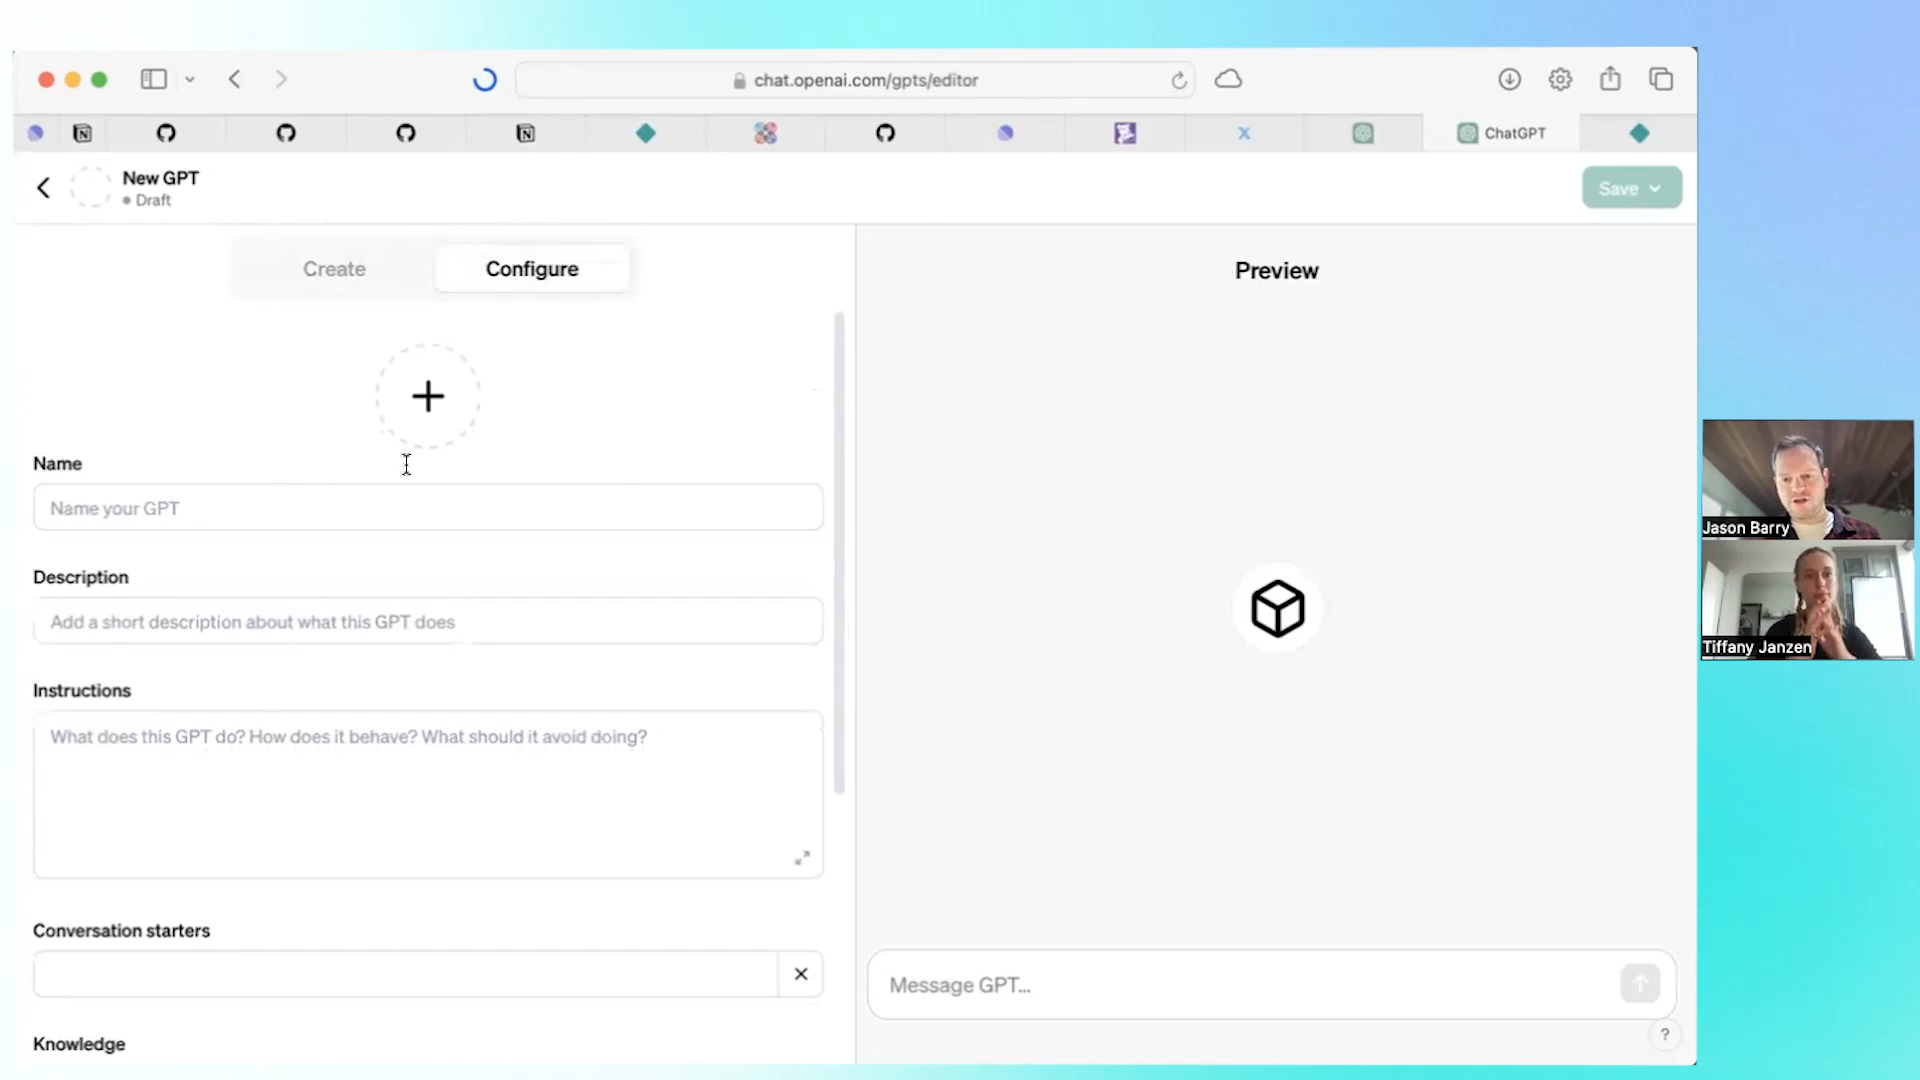 chat.openai.com/gpts/editor
ChatGPT
New GPT
Draft
Save
Create
Configure
Preview
Name
Name your GPT
Description
Add a short description about what this GPT does
Instructions
What does this GPT do? How does it behave? What should it avoid doing?
Conversation starters
Knowledge
Message GPT...
?
Jason Barry
Tiffany Janzen